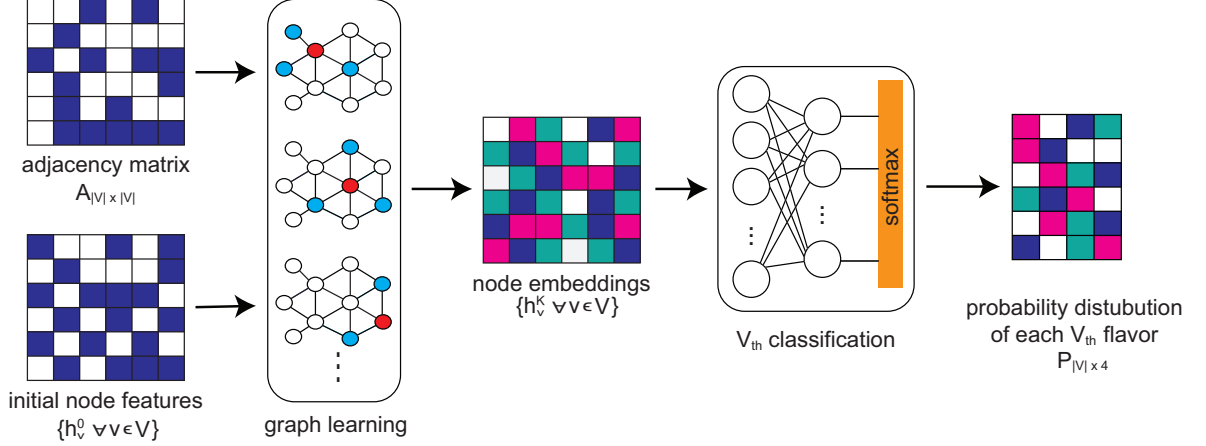 adjacency matrix
A|V| x |V|
initial node features
{h⁰ᵥ ∀v ϵ V}
graph learning
node embeddings
{hᴷᵥ ∀v ϵ V}
softmax
Vth classification
probability distubution
of each Vth flavor
P|V| x 4